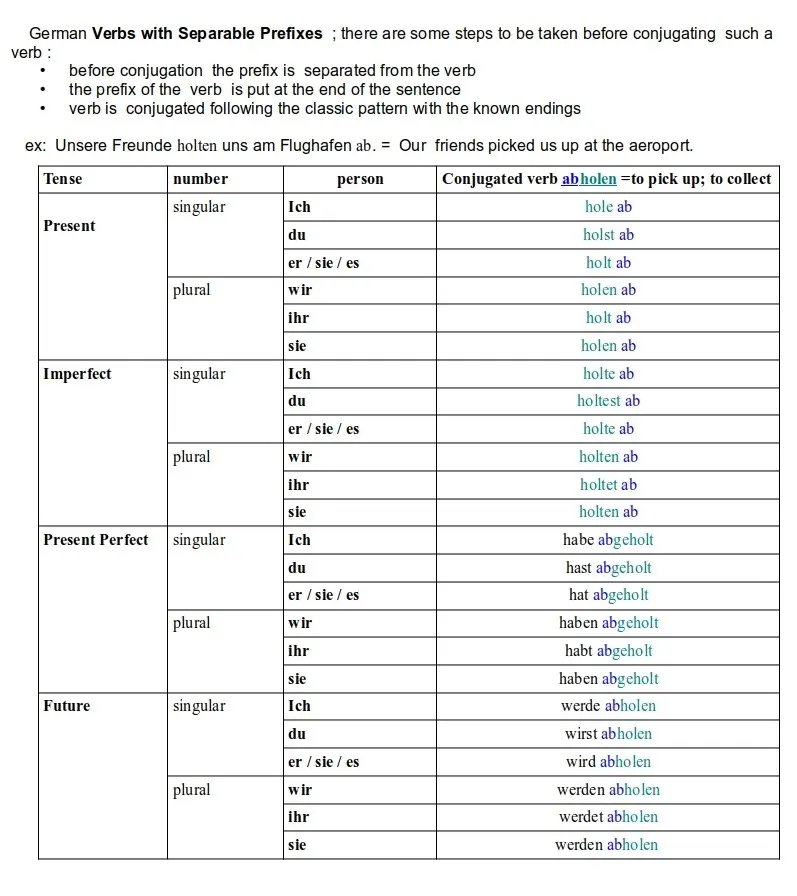 German Verbs with Separable Prefixes ; there are some steps to be taken before conjugating such a
verb :
• before conjugation the prefix is separated from the verb
• the prefix of the verb is put at the end of the sentence
• verb is conjugated following the classic pattern with the known endings
ex: Unsere Freunde holten uns am Flughafen ab. = Our friends picked us up at the aeroport.
Tense number person Conjugated verb abholen =to pick up; to collect
Present singular Ich hole ab
du holst ab
er / sie / es holt ab
plural wir holen ab
ihr holt ab
sie holen ab
Imperfect singular Ich holte ab
du holtest ab
er / sie / es holte ab
plural wir holten ab
ihr holtet ab
sie holten ab
Present Perfect singular Ich habe abgeholt
du hast abgeholt
er / sie / es hat abgeholt
plural wir haben abgeholt
ihr habt abgeholt
sie haben abgeholt
Future singular Ich werde abholen
du wirst abholen
er / sie / es wird abholen
plural wir werden abholen
ihr werdet abholen
sie werden abholen